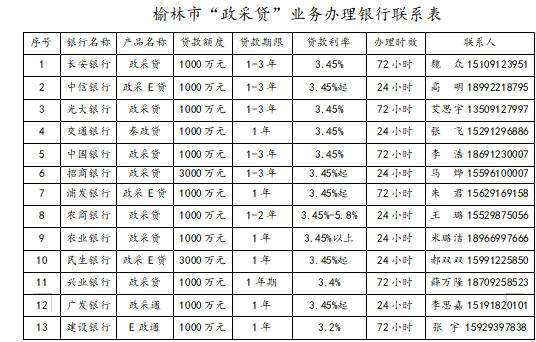 榆林市“政采贷”业务办理银行联系表
序号 银行名称 产品名称 贷款额度 贷款期限 贷款利率 办理时效 联系人
1 长安银行 政采贷 1000万元 1-3年 3.45% 72小时 魏 众 15109123951
2 中信银行 政采E贷 1000万元 1-3年 3.45%起 24小时 高 明 18992218795
3 光大银行 政采贷 1000万元 1-3年 3.45% 72小时 艾思宇 13509127997
4 交通银行 秦政贷 1000万元 1年 3.45% 24小时 张 飞 15291296886
5 中国银行 政采贷 1000万元 1-3年 3.45% 72小时 李 浩 18691230007
6 招商银行 政采贷 3000万元 1-3年 3.45%起 24小时 马 烨 15596100007
7 浦发银行 政采E贷 1000万元 1年 3.45%起 72小时 朱 君 15629169158
8 农商银行 政采E贷 1000万元 1-2年 3.45%-5.8% 24小时 王 璐 15529875056
9 农业银行 政采贷 1000万元 1年 3.45%以上 24小时 米璐洁 18966997666
10 民生银行 政采E贷 3000万元 1年 3.45%起 24小时 郝双双 15991225850
11 兴业银行 政采贷 1000万元 1年期 3.4% 72小时 薛万隆 18709258523
12 广发银行 政采通 1000万元 1年 3.45%起 24小时 李思嘉 15191820101
13 建设银行 E政通 1000万元 1年 3.2% 24小时 张 宇 15929397838